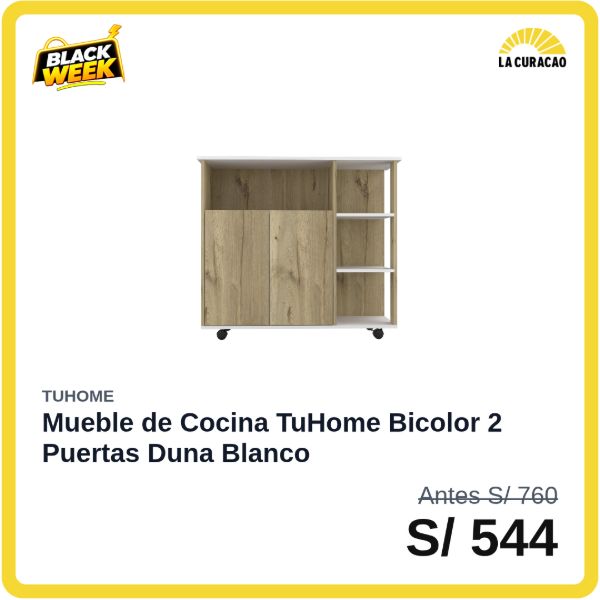 BLACK
WEEK
LA CURACAO
TUHOME
Mueble de Cocina TuHome Bicolor 2
Puertas Duna Blanco
Antes S/ 760
S/ 544